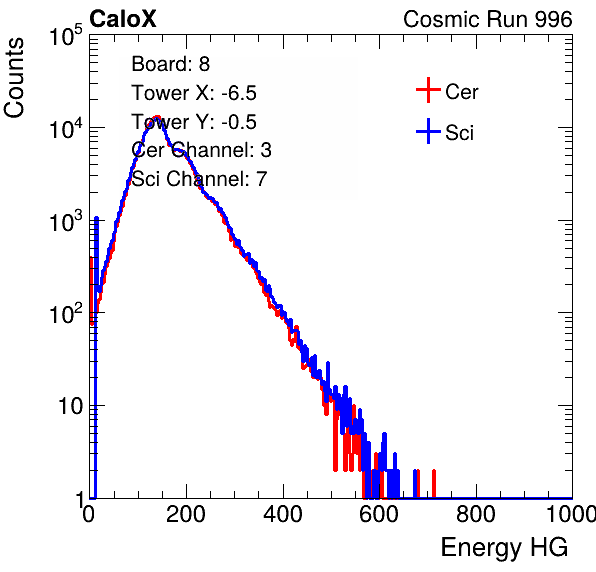 CaloX Cosmic Run 996
Counts
10^5
10^4
10^3
10^2
10
1
Board: 8
Tower X: -6.5
Tower Y: -0.5
Cer Channel: 3
Sci Channel: 7
Cer
Sci
0 200 400 600 800 1000
Energy HG